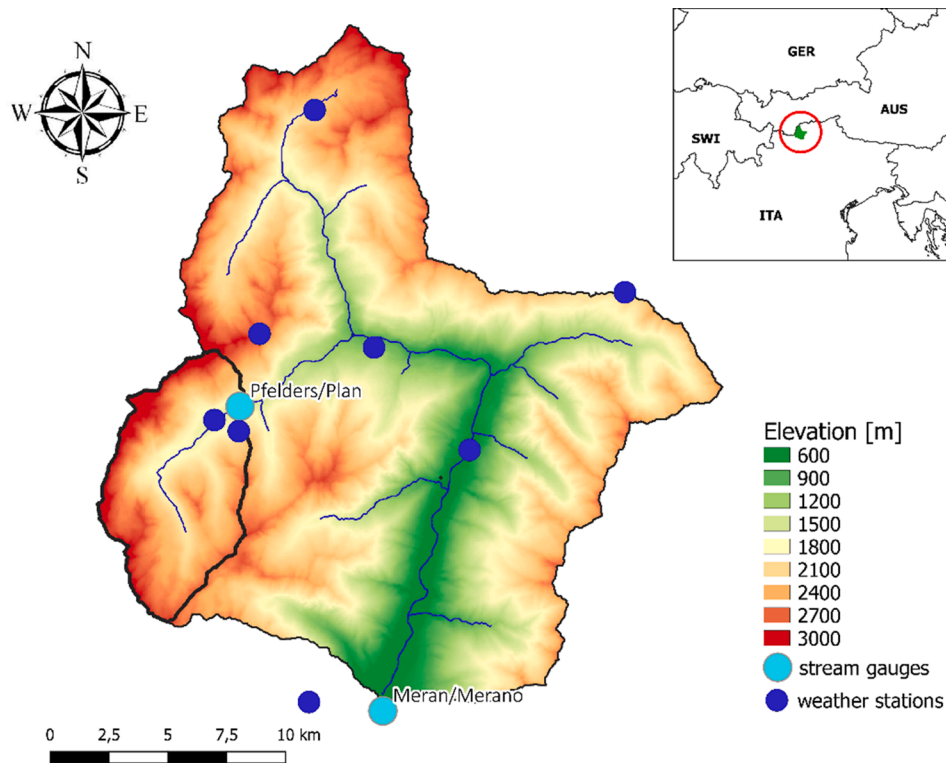 N
W E
S
GER
AUS
SWI
ITA
Pfelders/Plan
Meran/Merano
Elevation [m]
600
900
1200
1500
1800
2100
2400
2700
3000
stream gauges
weather stations
0 2,5 5 7,5 10 km